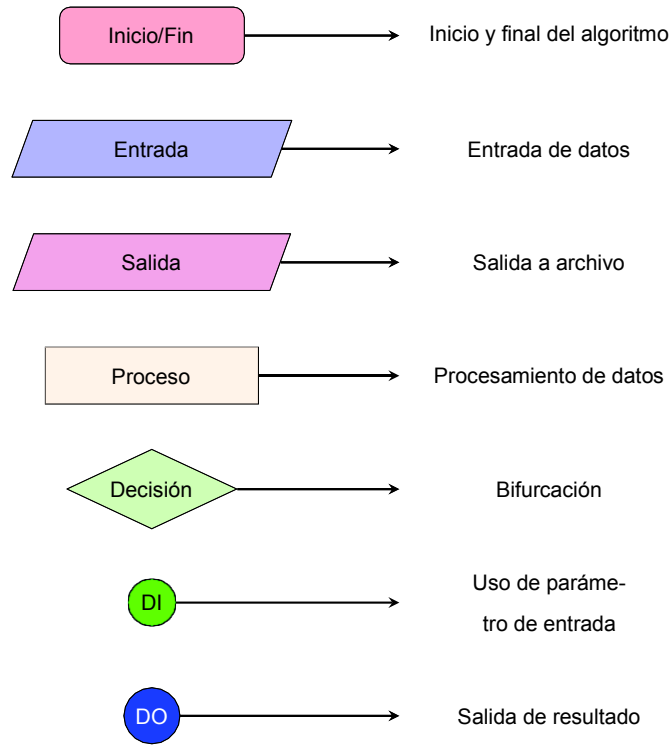 Inicio/Fin
Inicio y final del algoritmo
Entrada
Entrada de datos
Salida
Salida a archivo
Proceso
Procesamiento de datos
Decisión
Bifurcación
DI
Uso de paráme-
tro de entrada
DO
Salida de resultado